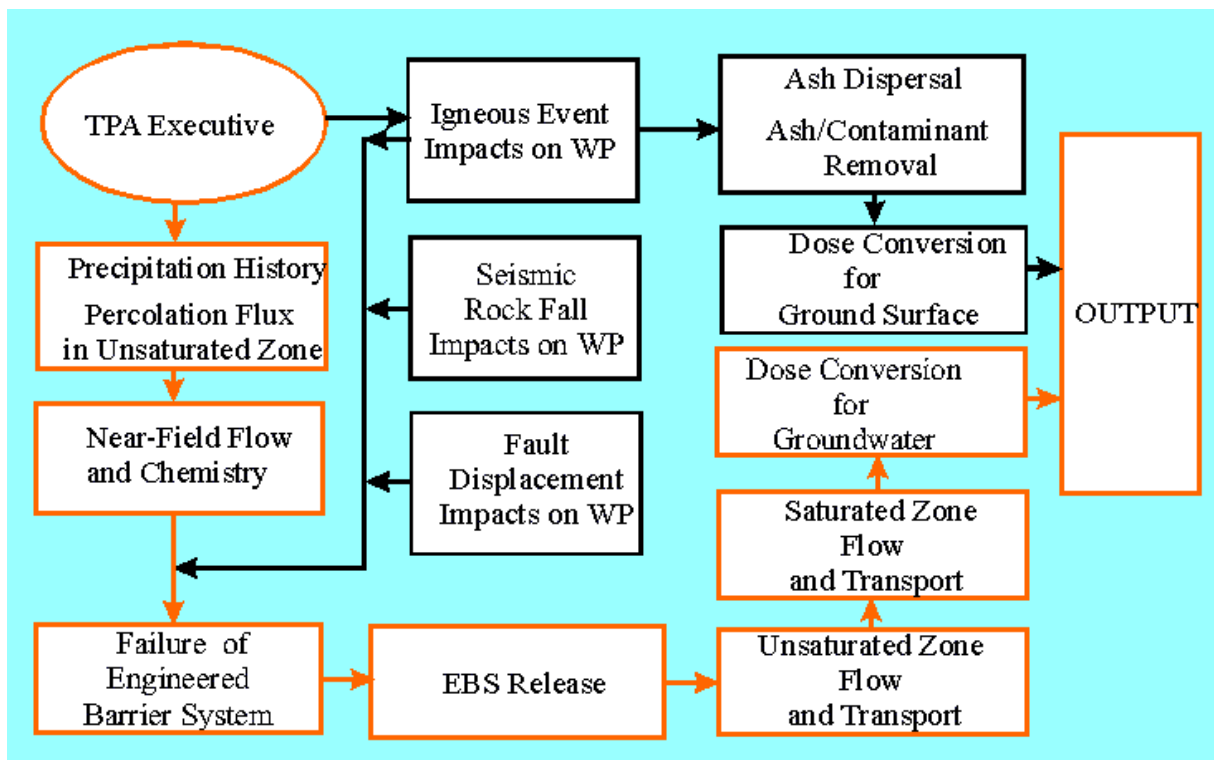 TPA Executive
Igneous Event
Impacts on WP
Ash Dispersal
Ash/Contaminant
Removal
Precipitation History
Percolation Flux
in Unsaturated Zone
Seismic
Rock Fall
Impacts on WP
Dose Conversion
for
Ground Surface
OUTPUT
Dose Conversion
for
Groundwater
Near-Field Flow
and Chemistry
Fault
Displacement
Impacts on WP
Saturated Zone
Flow
and Transport
Failure of
Engineered
Barrier System
EBS Release
Unsaturated Zone
Flow
and Transport